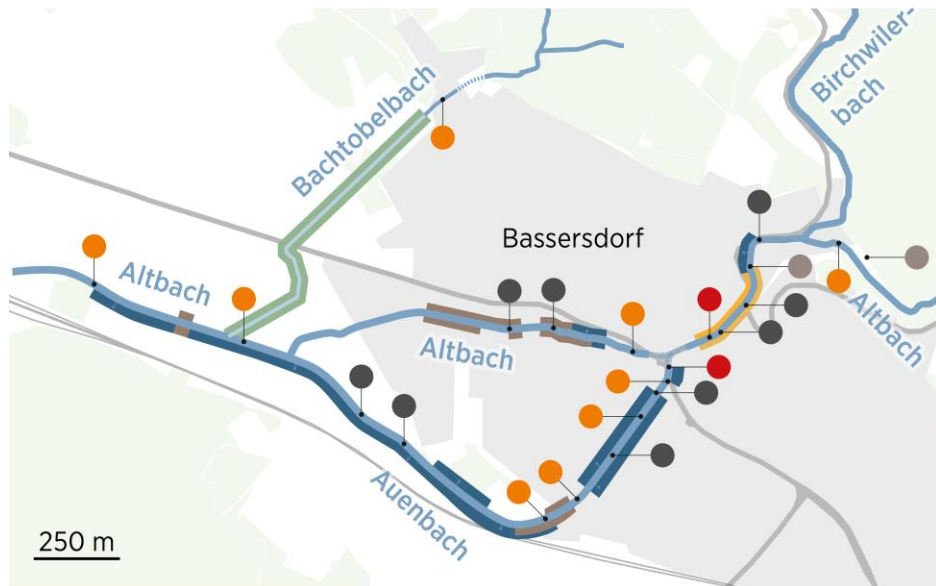 Birchwiler-
bach
Bachtobelbach
Bassersdorf
Altbach
Altbach
Altbach
Auenbach
250 m